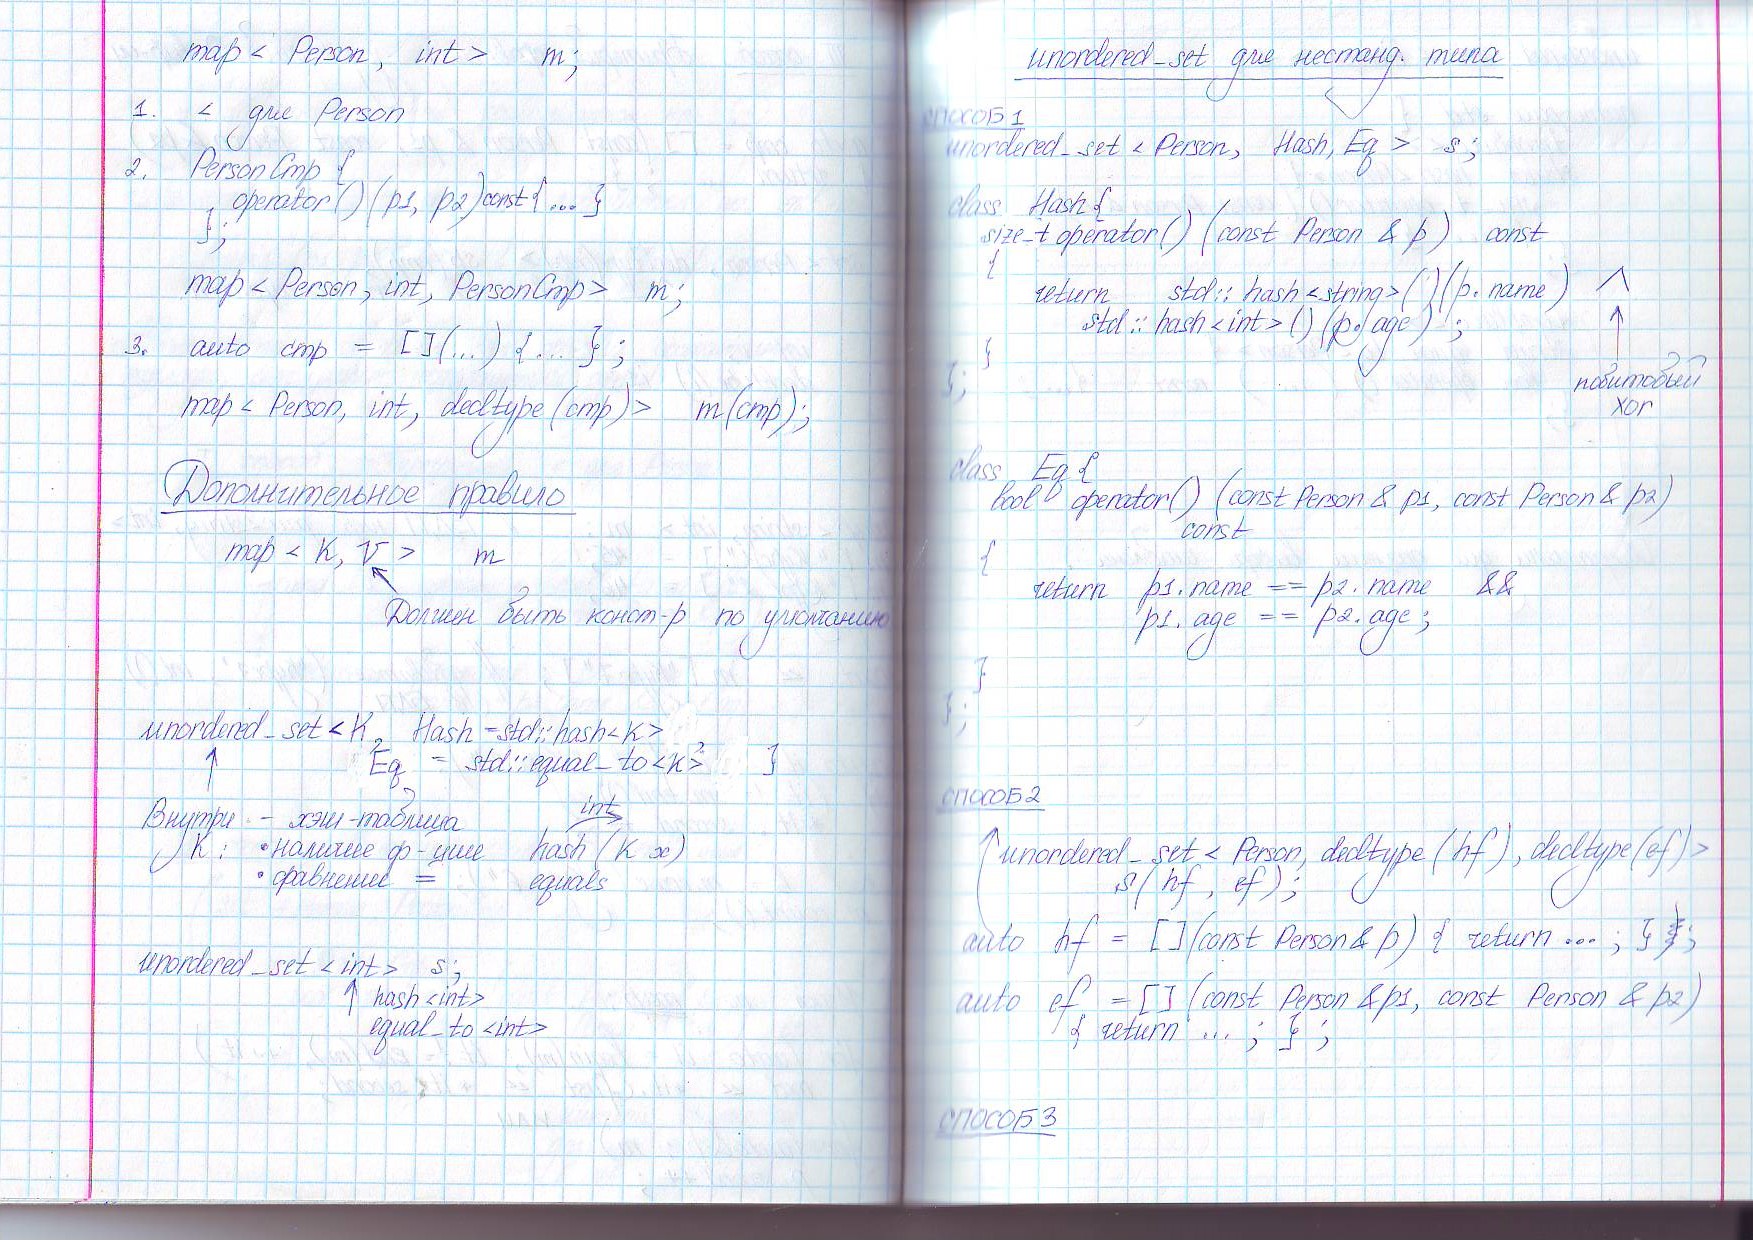 map < Person, int > m;
1. < для Person
2. PersonCmp {
operator()(p1, p2)const{...}
};
map < Person, int, PersonCmp> m;
3. auto cmp = [](...) {...};
map < Person, int, decltype(cmp)> m(cmp);
Дополнительное правило
map < K, V > m
Должен быть конст-р по умолчанию
unordered_set<K, Hash=std::hash<K>,
Eq = std::equal_to<K> }
Внутри - хэш-таблица int
K: • наличие ф-ции hash(K x)
• сравнение = equals
unordered_set <int> s;
hash<int>
equal_to <int>
unordered_set для нестанд. типа
СПОСОБ1
unordered_set < Person, Hash, Eq > s;
class Hash{
size_t operator() (const Person & p) const
{
return std:: hash <string>()(p.name) ^
std:: hash<int>()(p.age) ;
}
};
побитовый
xor
class Eq{
bool operator() (const Person & p1, const Person & p2)
const
{
return p1.name == p2.name &&
p1.age == p2.age;
}
};
СПОСОБ2
unordered_set < Person, decltype(hf), decltype(ef)>
s(hf, ef);
auto hf = [](const Person & p) { return ... ; };
auto ef = [](const Person & p1, const Person & p2)
{ return ... ; };
СПОСОБ3